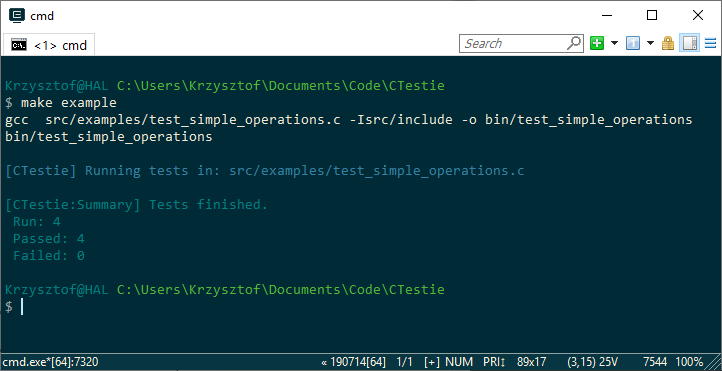 cmd
<1> cmd
Search
Krzysztof@HAL C:\Users\Krzysztof\Documents\Code\CTestie
$ make example
gcc  src/examples/test_simple_operations.c -Isrc/include -o bin/test_simple_operations
bin/test_simple_operations
[CTestie] Running tests in: src/examples/test_simple_operations.c
[CTestie:Summary] Tests finished.
Run: 4
Passed: 4
Failed: 0
Krzysztof@HAL C:\Users\Krzysztof\Documents\Code\CTestie
$
cmd.exe*[64]:7320 « 190714[64] 1/1 [+] NUM PRI↕ 89x17 (3,15) 25V 7544 100%